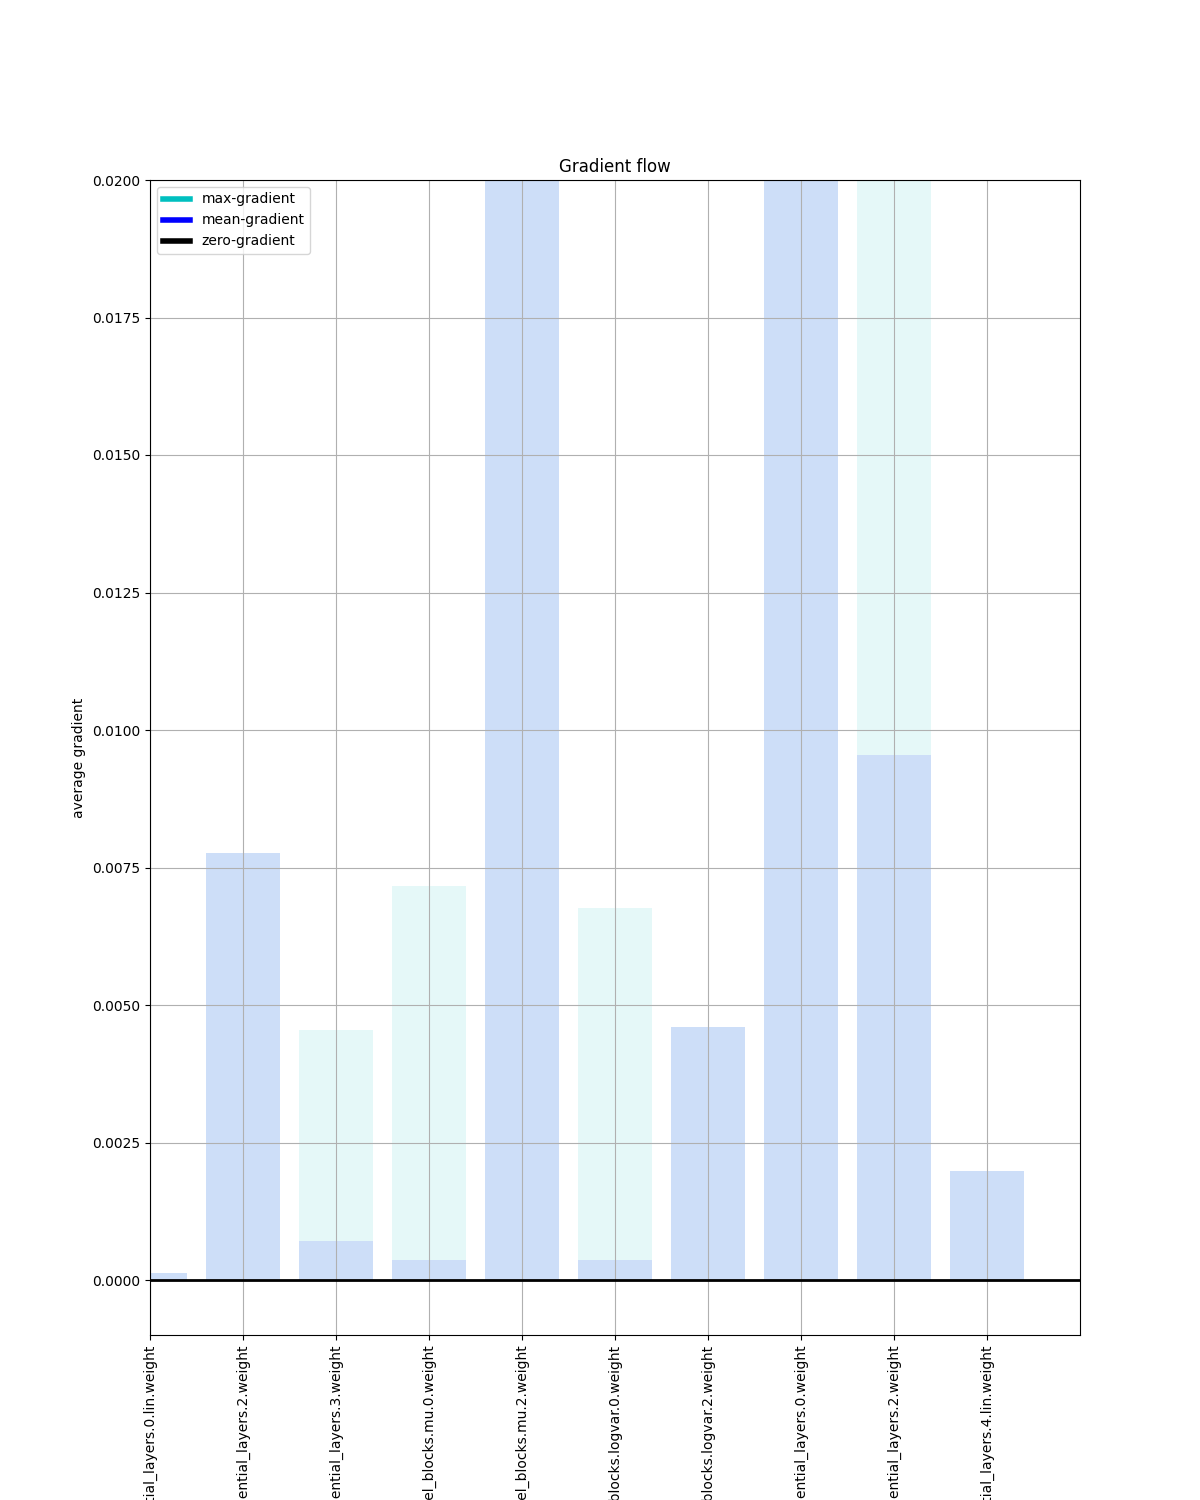 Gradient flow
max-gradient
mean-gradient
zero-gradient
0.0200
0.0175
0.0150
0.0125
0.0100
0.0075
0.0050
0.0025
0.0000
average gradient
tial_layers.0.lin.weight
ential_layers.2.weight
ential_layers.3.weight
el_blocks.mu.0.weight
el_blocks.mu.2.weight
blocks.logvar.0.weight
blocks.logvar.2.weight
ential_layers.0.weight
ential_layers.2.weight
tial_layers.4.lin.weight